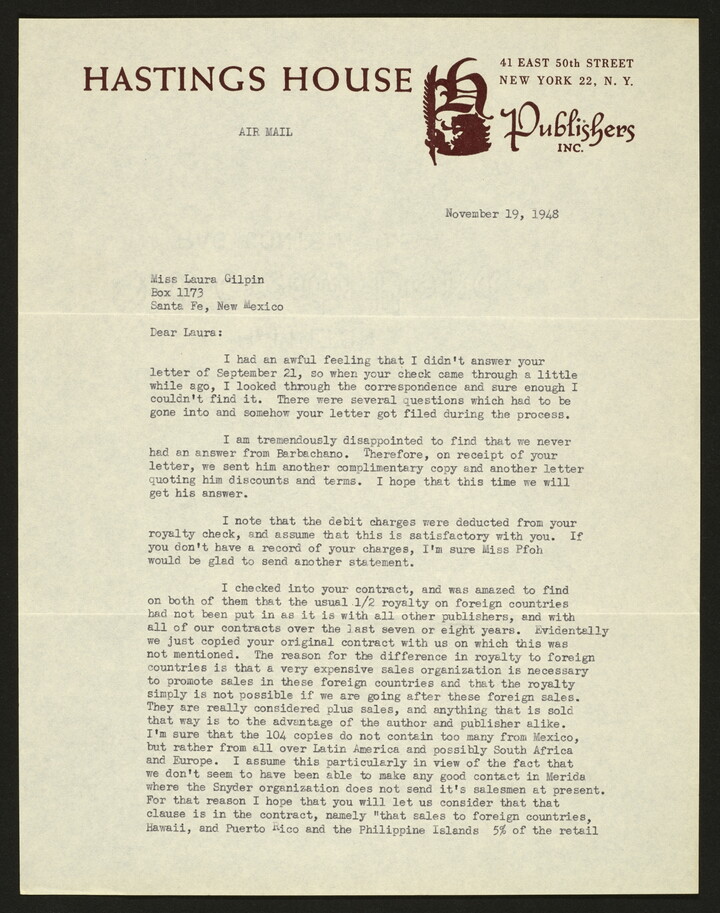 HASTINGS HOUSE
Publishers
INC.
41 EAST 50th STREET
NEW YORK 22, N. Y.
AIR MAIL
November 19, 1948
Miss Laura Gilpin
Box 1173
Santa Fe, New Mexico
Dear Laura:
I had an awful feeling that I didn't answer your
letter of September 21, so when your check came through a little
while ago, I looked through the correspondence and sure enough I
couldn't find it. There were several questions which had to be
gone into and somehow your letter got filed during the process.
I am tremendously disappointed to find that we never
had an answer from Barbachano. Therefore, on receipt of your
letter, we sent him another complimentary copy and another letter
quoting him discounts and terms. I hope that this time we will
get his answer.
I note that the debit charges were deducted from your
royalty check, and assume that this is satisfactory with you. If
you don't have a record of your charges, I'm sure Miss Pfoh
would be glad to send another statement.
I checked into your contract, and was amazed to find
on both of them that the usual 1/2 royalty on foreign countries
had not been put in as it is with all other publishers, and with
all of our contracts over the last seven or eight years. Evidentally
we just copied your original contract with us on which this was
not mentioned. The reason for the difference in royalty to foreign
countries is that a very expensive sales organization is necessary
to promote sales in these foreign countries and that the royalty
simply is not possible if we are going after these foreign sales.
They are really considered plus sales, and anything that is sold
that way is to the advantage of the author and publisher alike.
I'm sure that the 104 copies do not contain too many from Mexico,
but rather from all over Latin America and possibly South Africa
and Europe. I assume this particularly in view of the fact that
we don't seem to have been able to make any good contact in Merida
where the Snyder organization does not send it's salesmen at present.
For that reason I hope that you will let us consider that that
clause is in the contract, namely "that sales to foreign countries,
Hawaii, and Puerto Rico and the Philippine Islands 5% of the retail